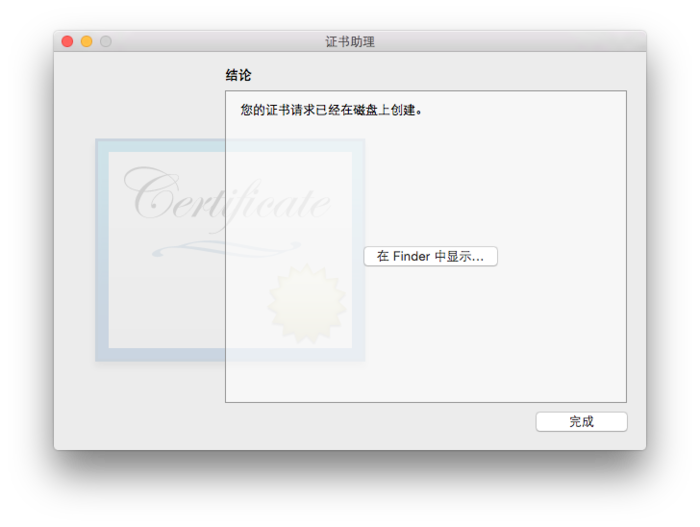 证书助理
结论
您的证书请求已经在磁盘上创建。
Certificate
在 Finder 中显示...
完成